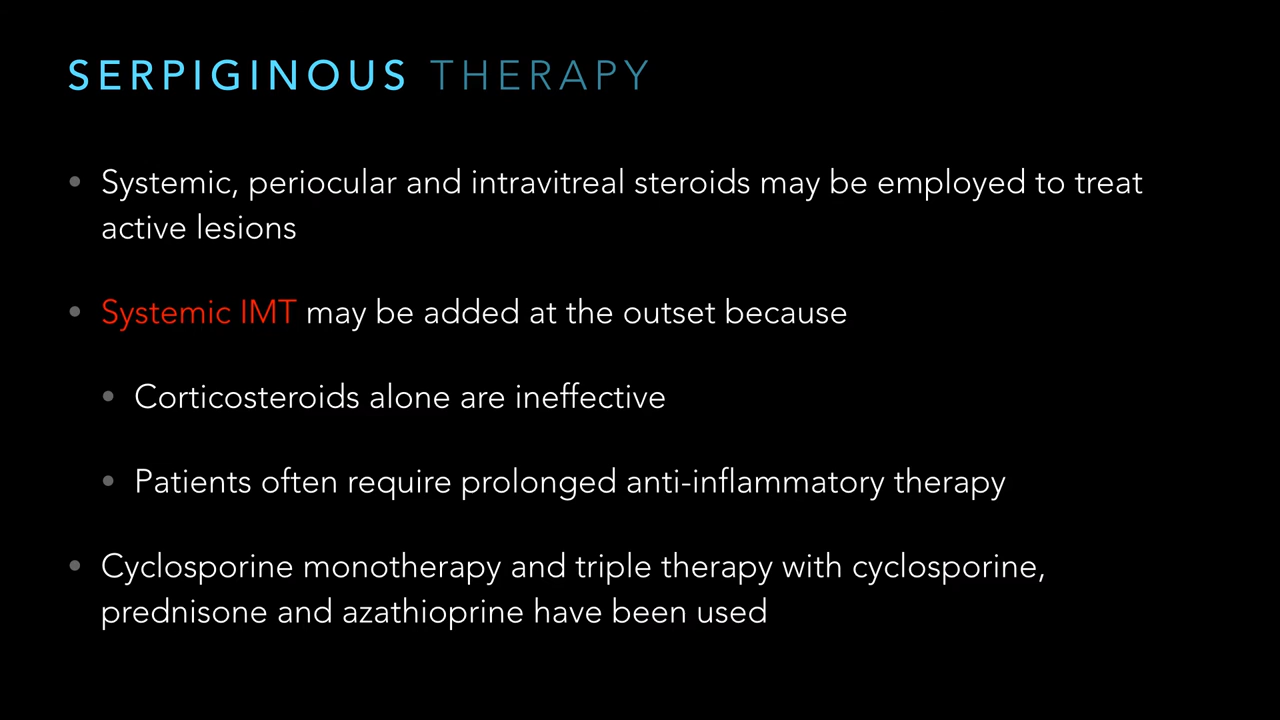 SERPIGINOUS THERAPY
• Systemic, periocular and intravitreal steroids may be employed to treat
active lesions
• Systemic IMT may be added at the outset because
• Corticosteroids alone are ineffective
• Patients often require prolonged anti-inflammatory therapy
• Cyclosporine monotherapy and triple therapy with cyclosporine,
prednisone and azathioprine have been used